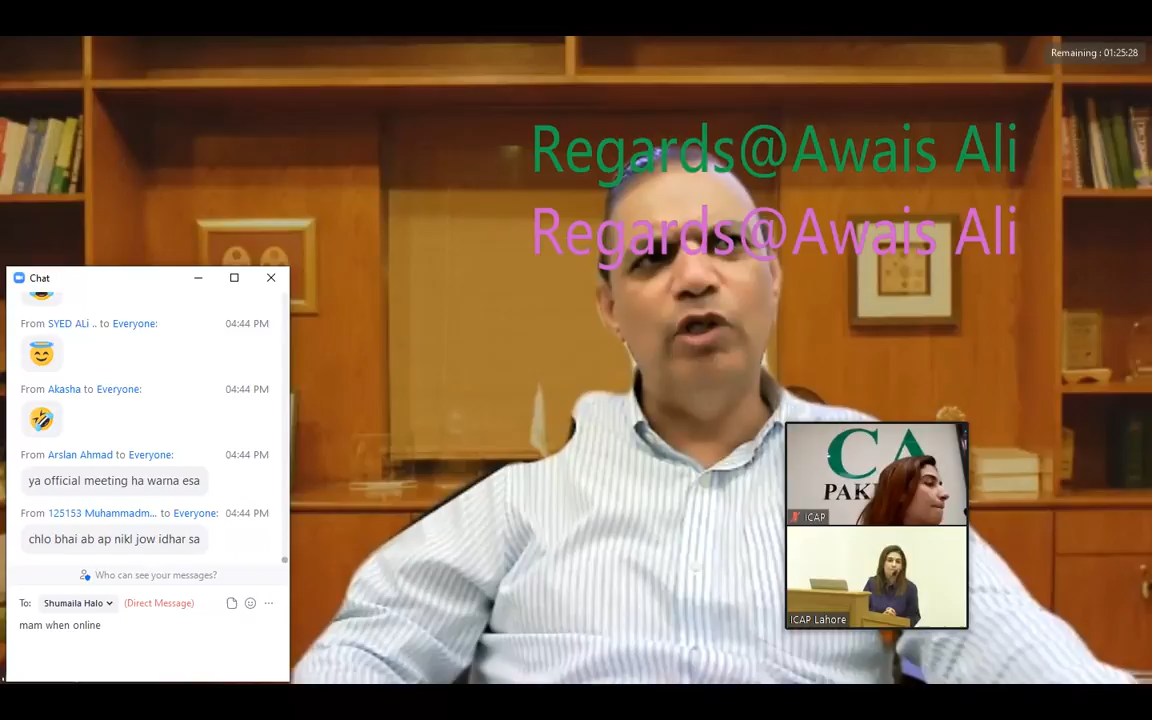 Remaining : 01:25:28
Regards@Awais Ali
Regards@Awais Ali
Chat
From SYED ALi .. to Everyone:
04:44 PM
From Akasha to Everyone:
04:44 PM
From Arslan Ahmad to Everyone:
04:44 PM
ya official meeting ha warna esa
From 125153 Muhammadm... to Everyone:
04:44 PM
chlo bhai ab ap nikl jow idhar sa
Who can see your messages?
To: Shumaila Halo (Direct Message)
mam when online
CA
PAK
ICAP
ICAP Lahore